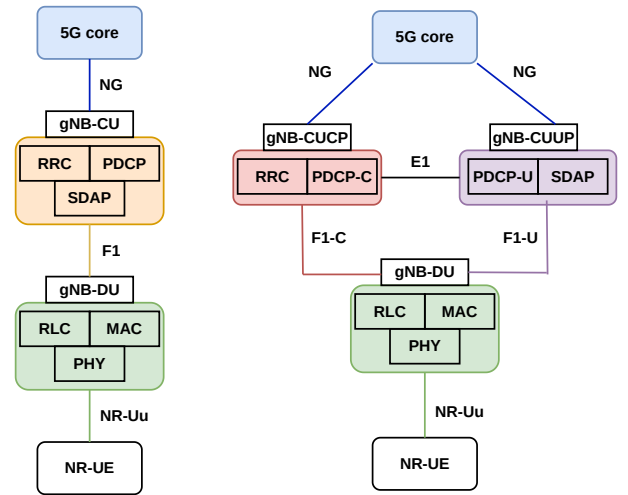 5G core
NG
gNB-CU
RRC
PDCP
SDAP
F1
gNB-DU
RLC
MAC
PHY
NR-Uu
NR-UE
5G core
NG
NG
gNB-CUCP
gNB-CUUP
RRC
PDCP-C
E1
PDCP-U
SDAP
F1-C
F1-U
gNB-DU
RLC
MAC
PHY
NR-Uu
NR-UE